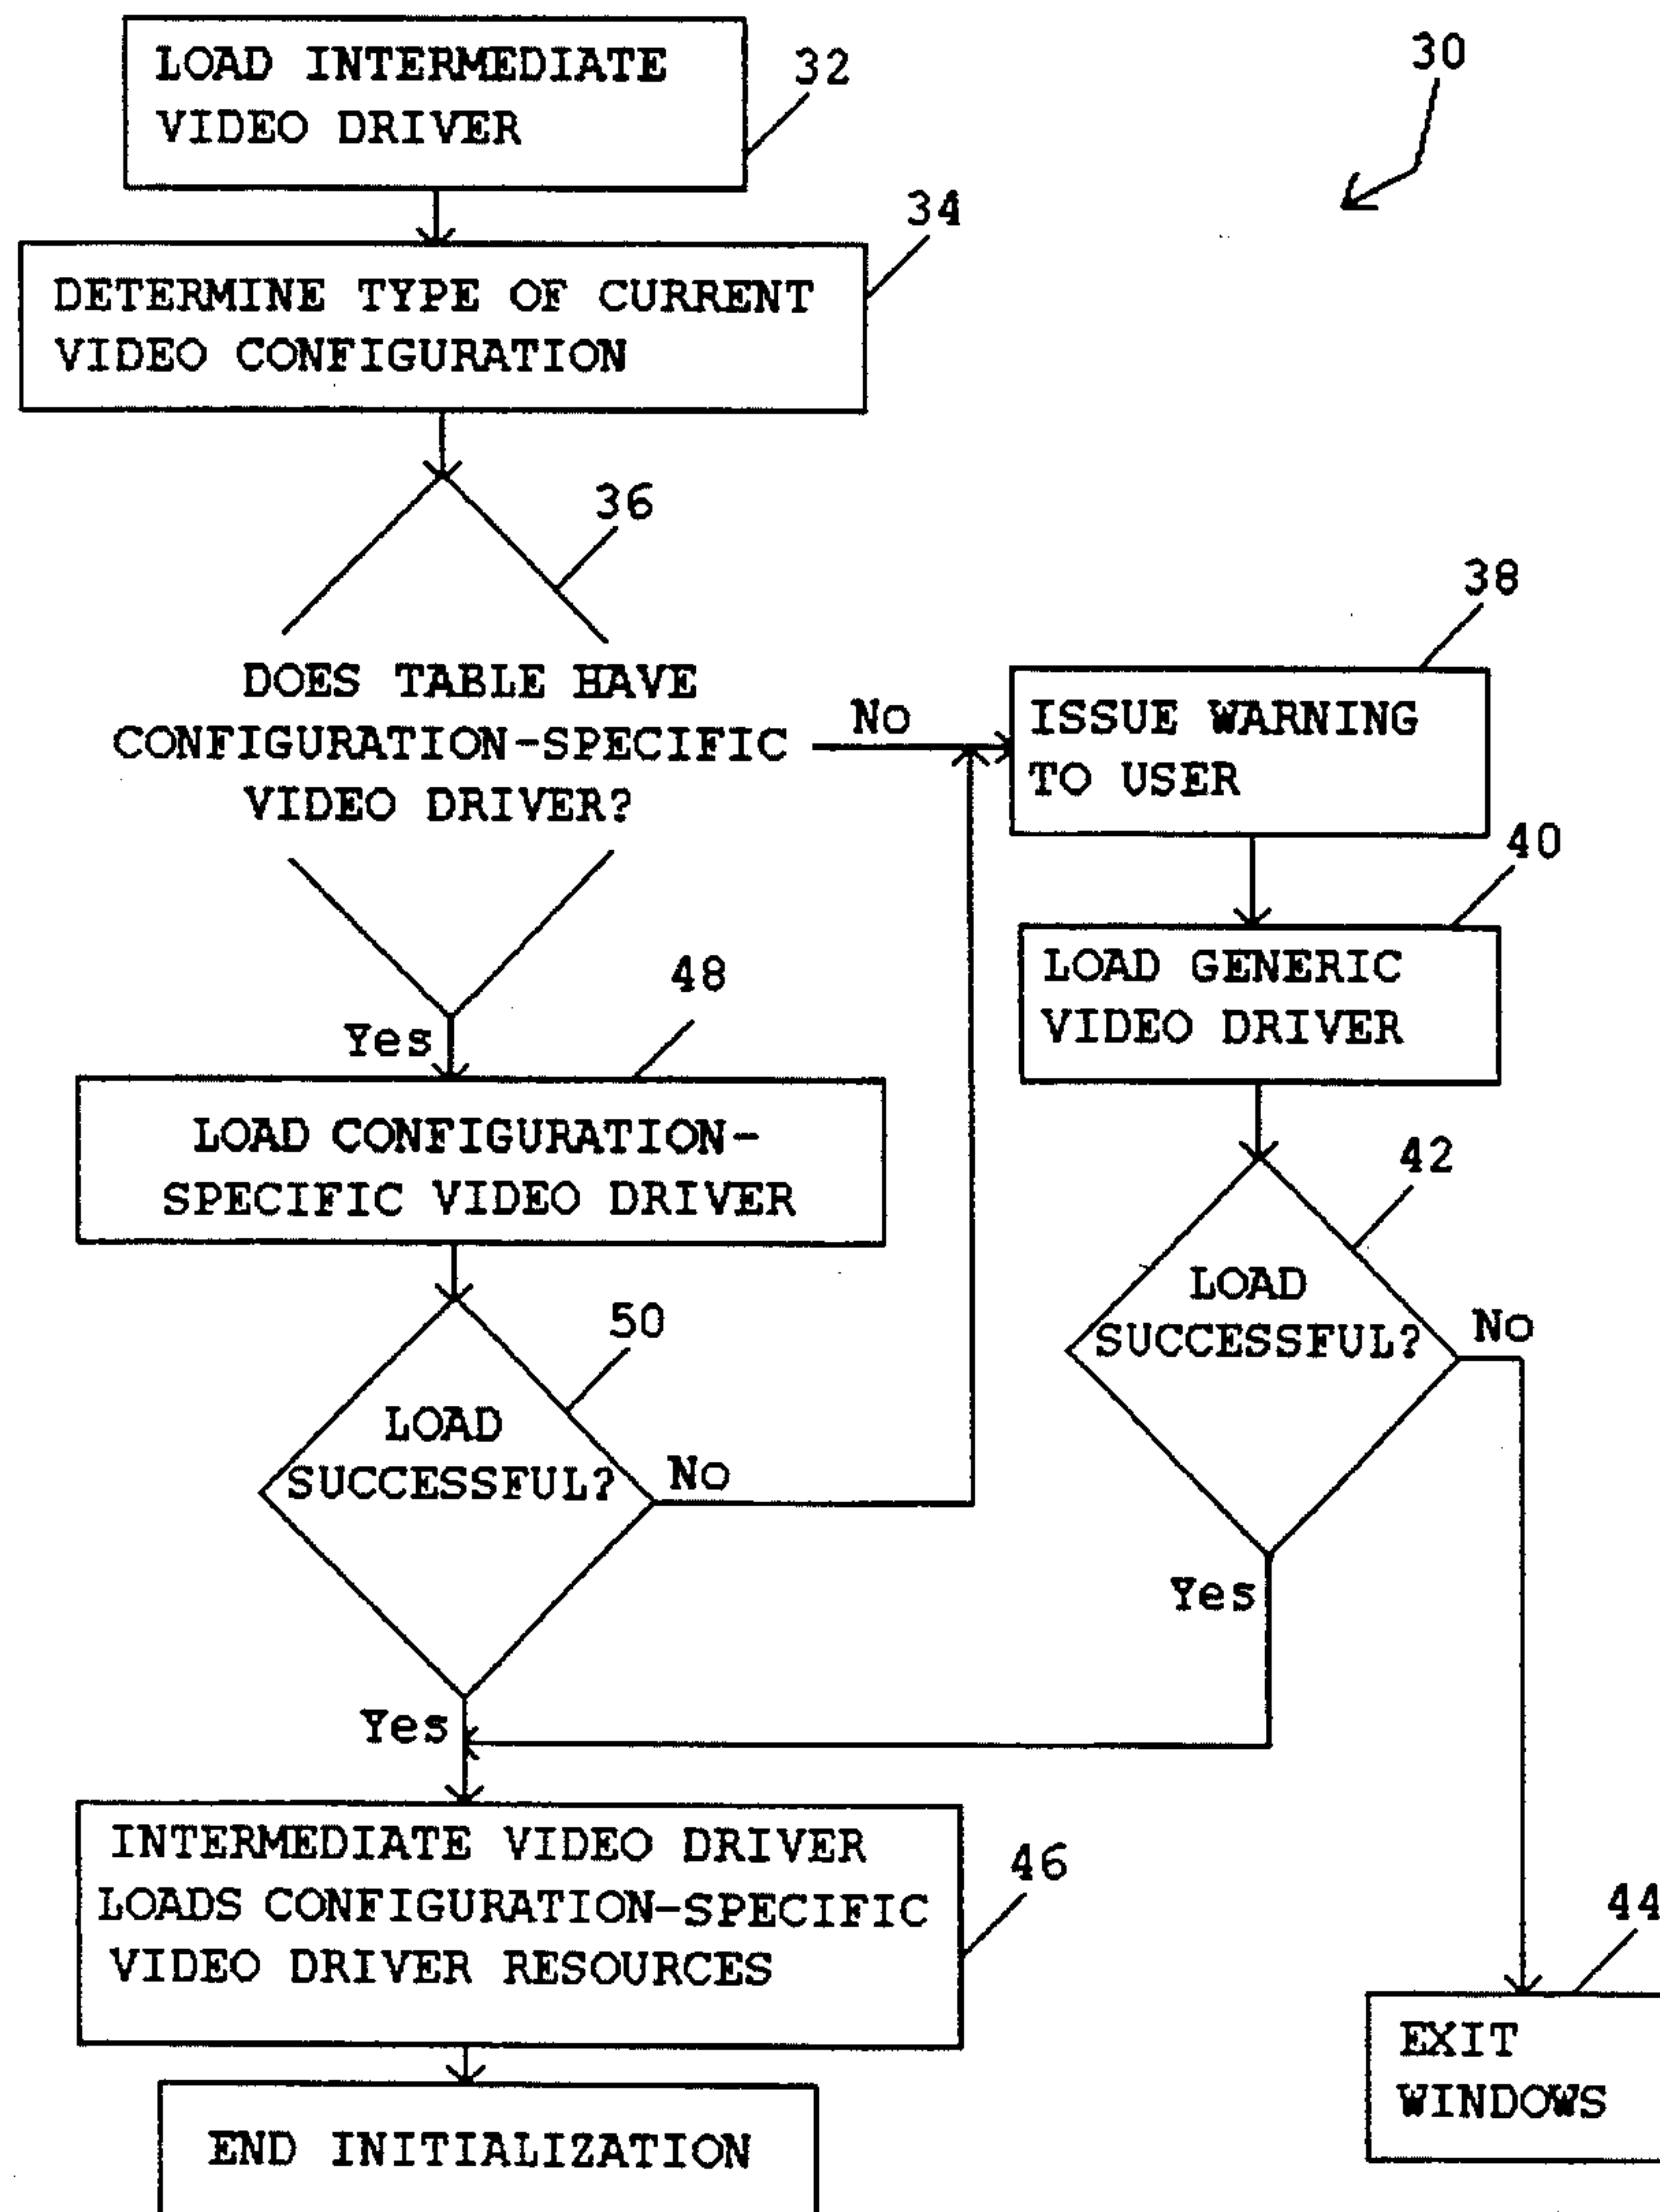 30
LOAD INTERMEDIATE
VIDEO DRIVER
32
DETERMINE TYPE OF CURRENT
VIDEO CONFIGURATION
34
36
DOES TABLE HAVE
CONFIGURATION-SPECIFIC
VIDEO DRIVER?
No
38
ISSUE WARNING
TO USER
40
LOAD GENERIC
VIDEO DRIVER
Yes
48
LOAD CONFIGURATION-
SPECIFIC VIDEO DRIVER
42
LOAD
SUCCESSFUL?
No
50
LOAD
SUCCESSFUL?
No
Yes
Yes
INTERMEDIATE VIDEO DRIVER
LOADS CONFIGURATION-SPECIFIC
VIDEO DRIVER RESOURCES
46
44
EXIT
WINDOWS
END INITIALIZATION